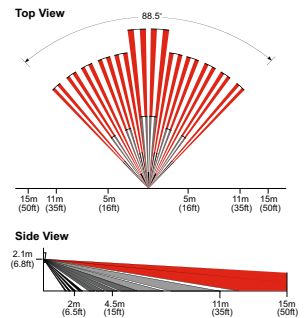 Top View
88.5°
15m 11m 5m 5m 11m 15m
(50ft) (35ft) (16ft) (16ft) (35ft) (50ft)
Side View
2.1m
(6.8ft)
2m 4.5m 11m 15m
(6.5ft) (15ft) (35ft) (50ft)